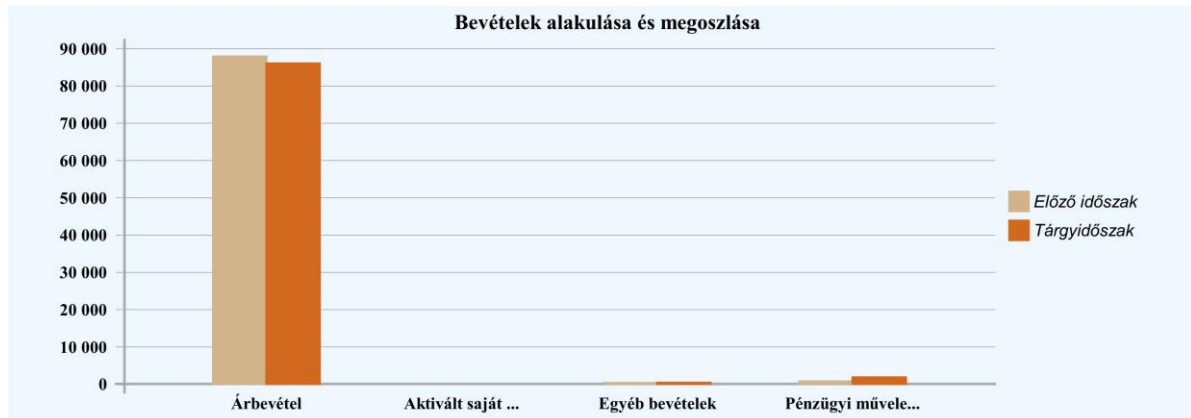 Bevételek alakulása és megoszlása
90 000
80 000
70 000
60 000
50 000
40 000
30 000
20 000
10 000
0
Árbevétel
Aktivált saját ...
Egyéb bevételek
Pénzügyi művele...
Előző időszak
Tárgyidőszak